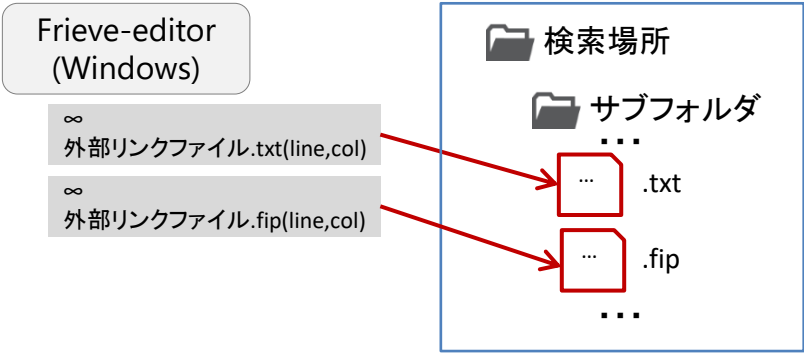 Frieve-editor
(Windows)
∞
外部リンクファイル.txt(line,col)
∞
外部リンクファイル.fip(line,col)
検索場所
サブフォルダ
...
... .txt
... .fip
...